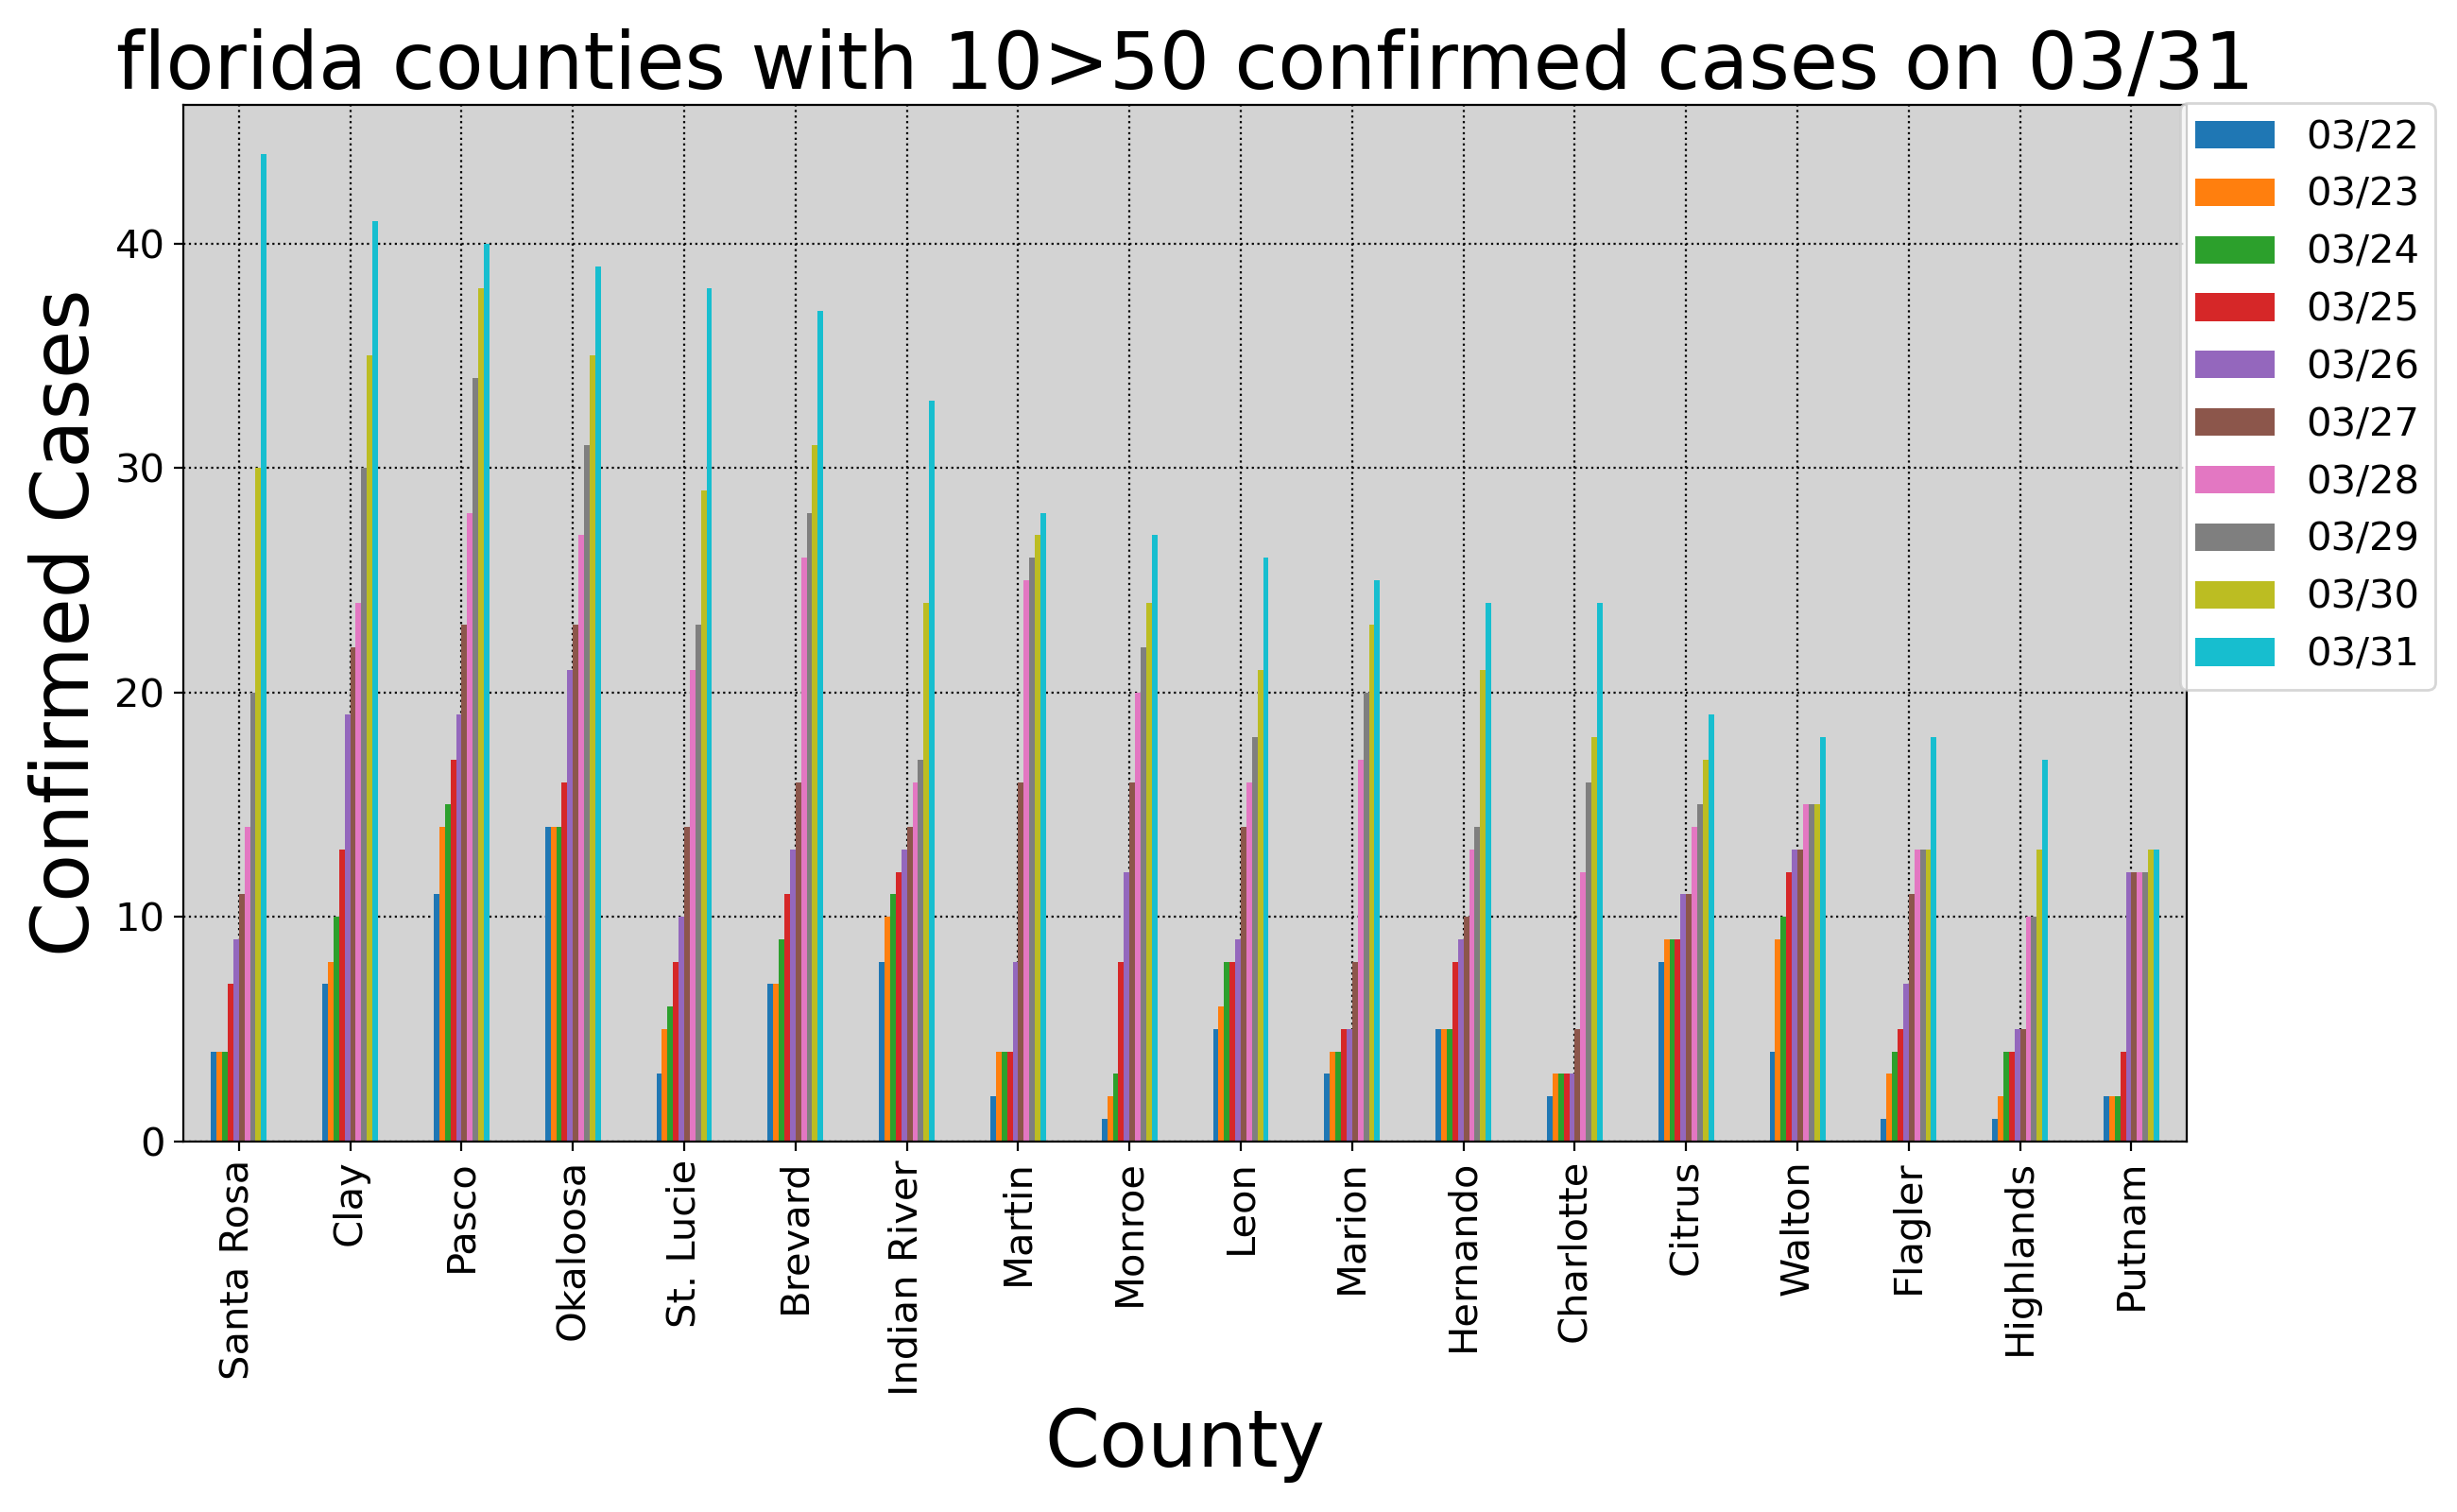 florida counties with 10>50 confirmed cases on 03/31
Confirmed Cases
40
30
20
10
0
03/22
03/23
03/24
03/25
03/26
03/27
03/28
03/29
03/30
03/31
Santa Rosa
Clay
Pasco
Okaloosa
St. Lucie
Brevard
Indian River
Martin
Monroe
Leon
Marion
Hernando
Charlotte
Citrus
Walton
Flagler
Highlands
Putnam
County